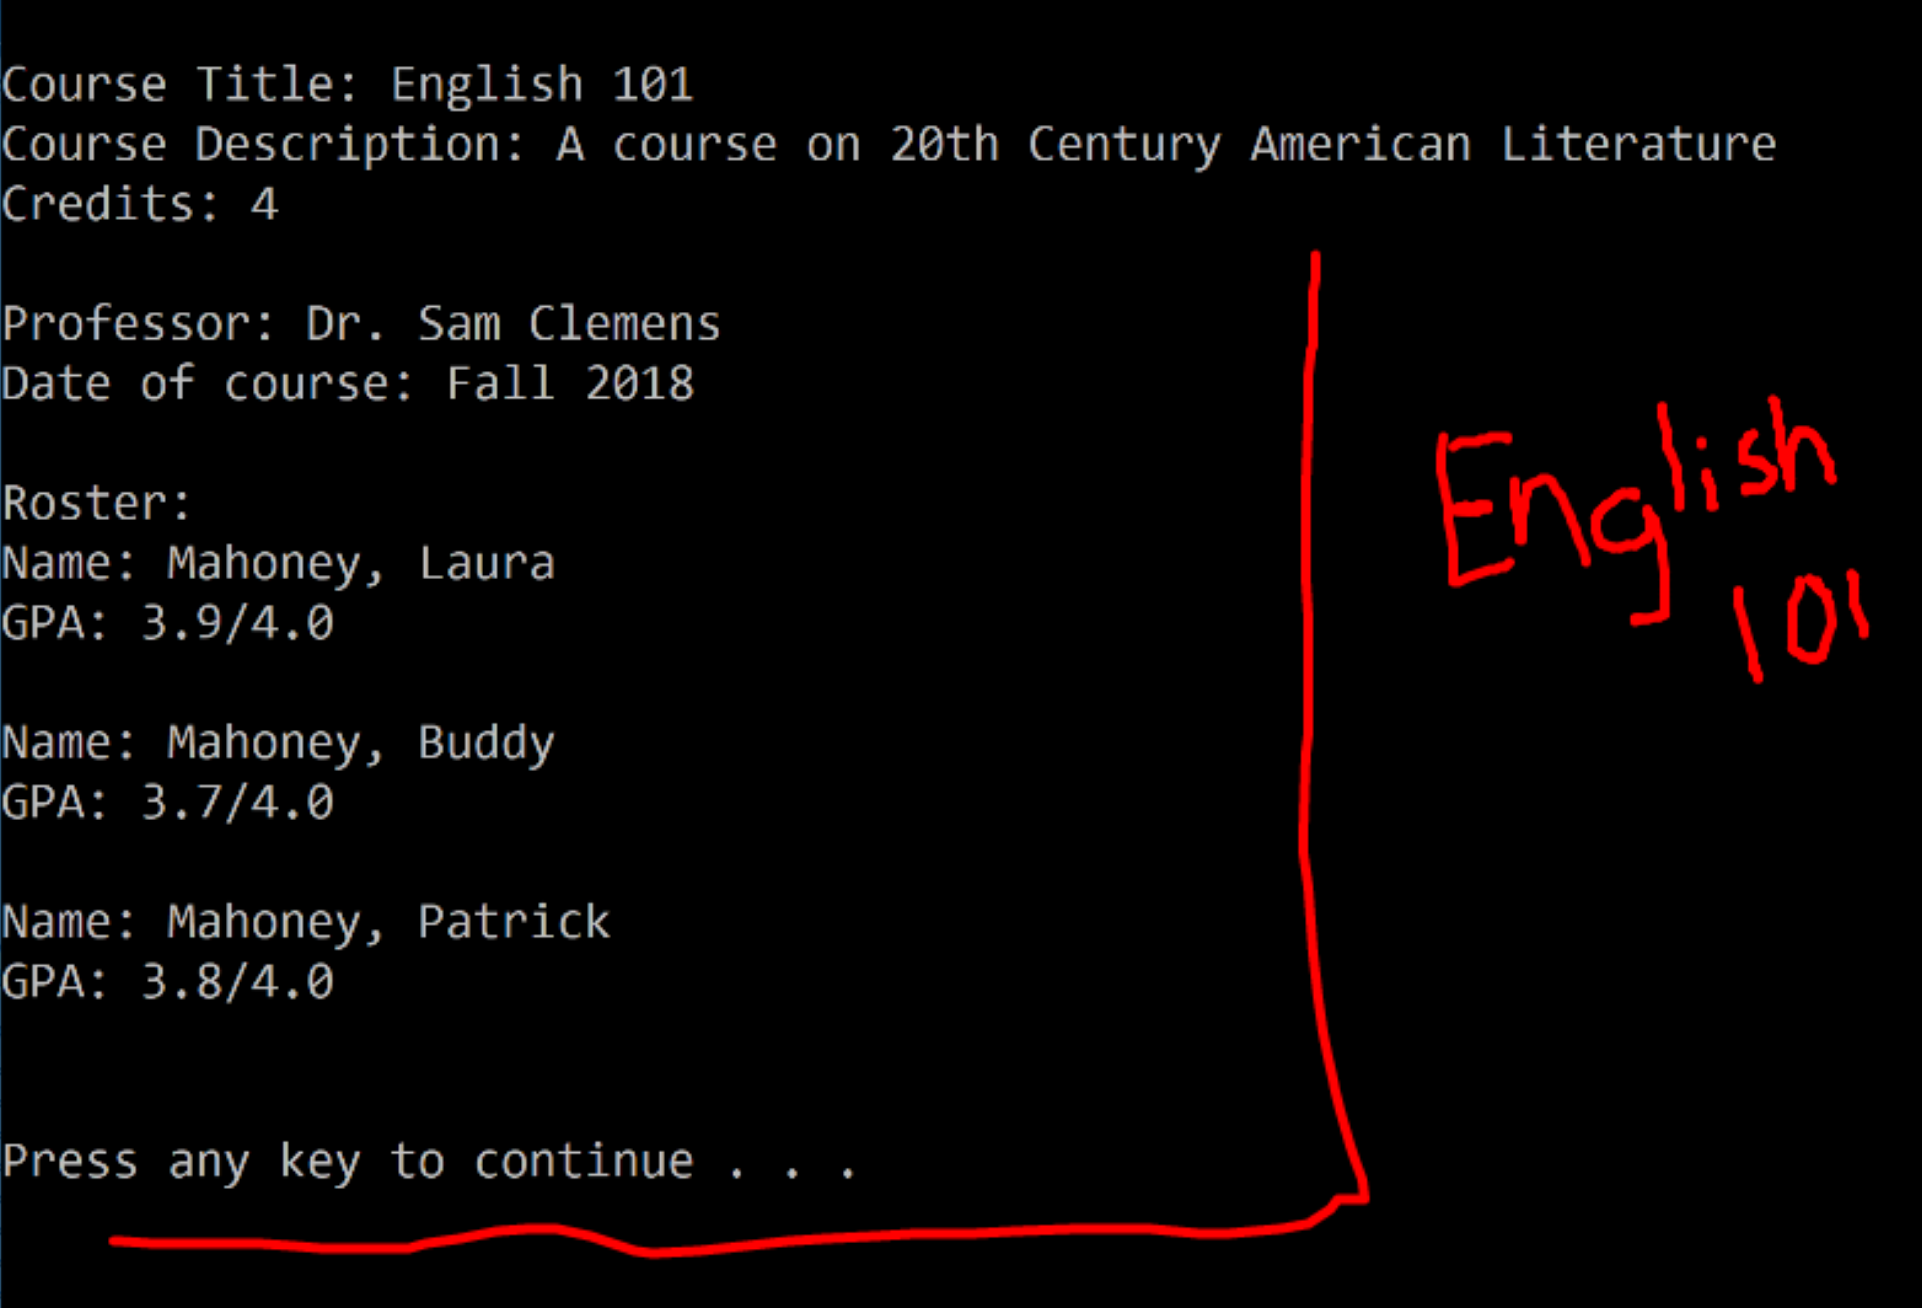 Course Title: English 101
Course Description: A course on 20th Century American Literature
Credits: 4
Professor: Dr. Sam Clemens
Date of course: Fall 2018
Roster:
Name: Mahoney, Laura
GPA: 3.9/4.0
Name: Mahoney, Buddy
GPA: 3.7/4.0
Name: Mahoney, Patrick
GPA: 3.8/4.0
Press any key to continue . . .
English
101